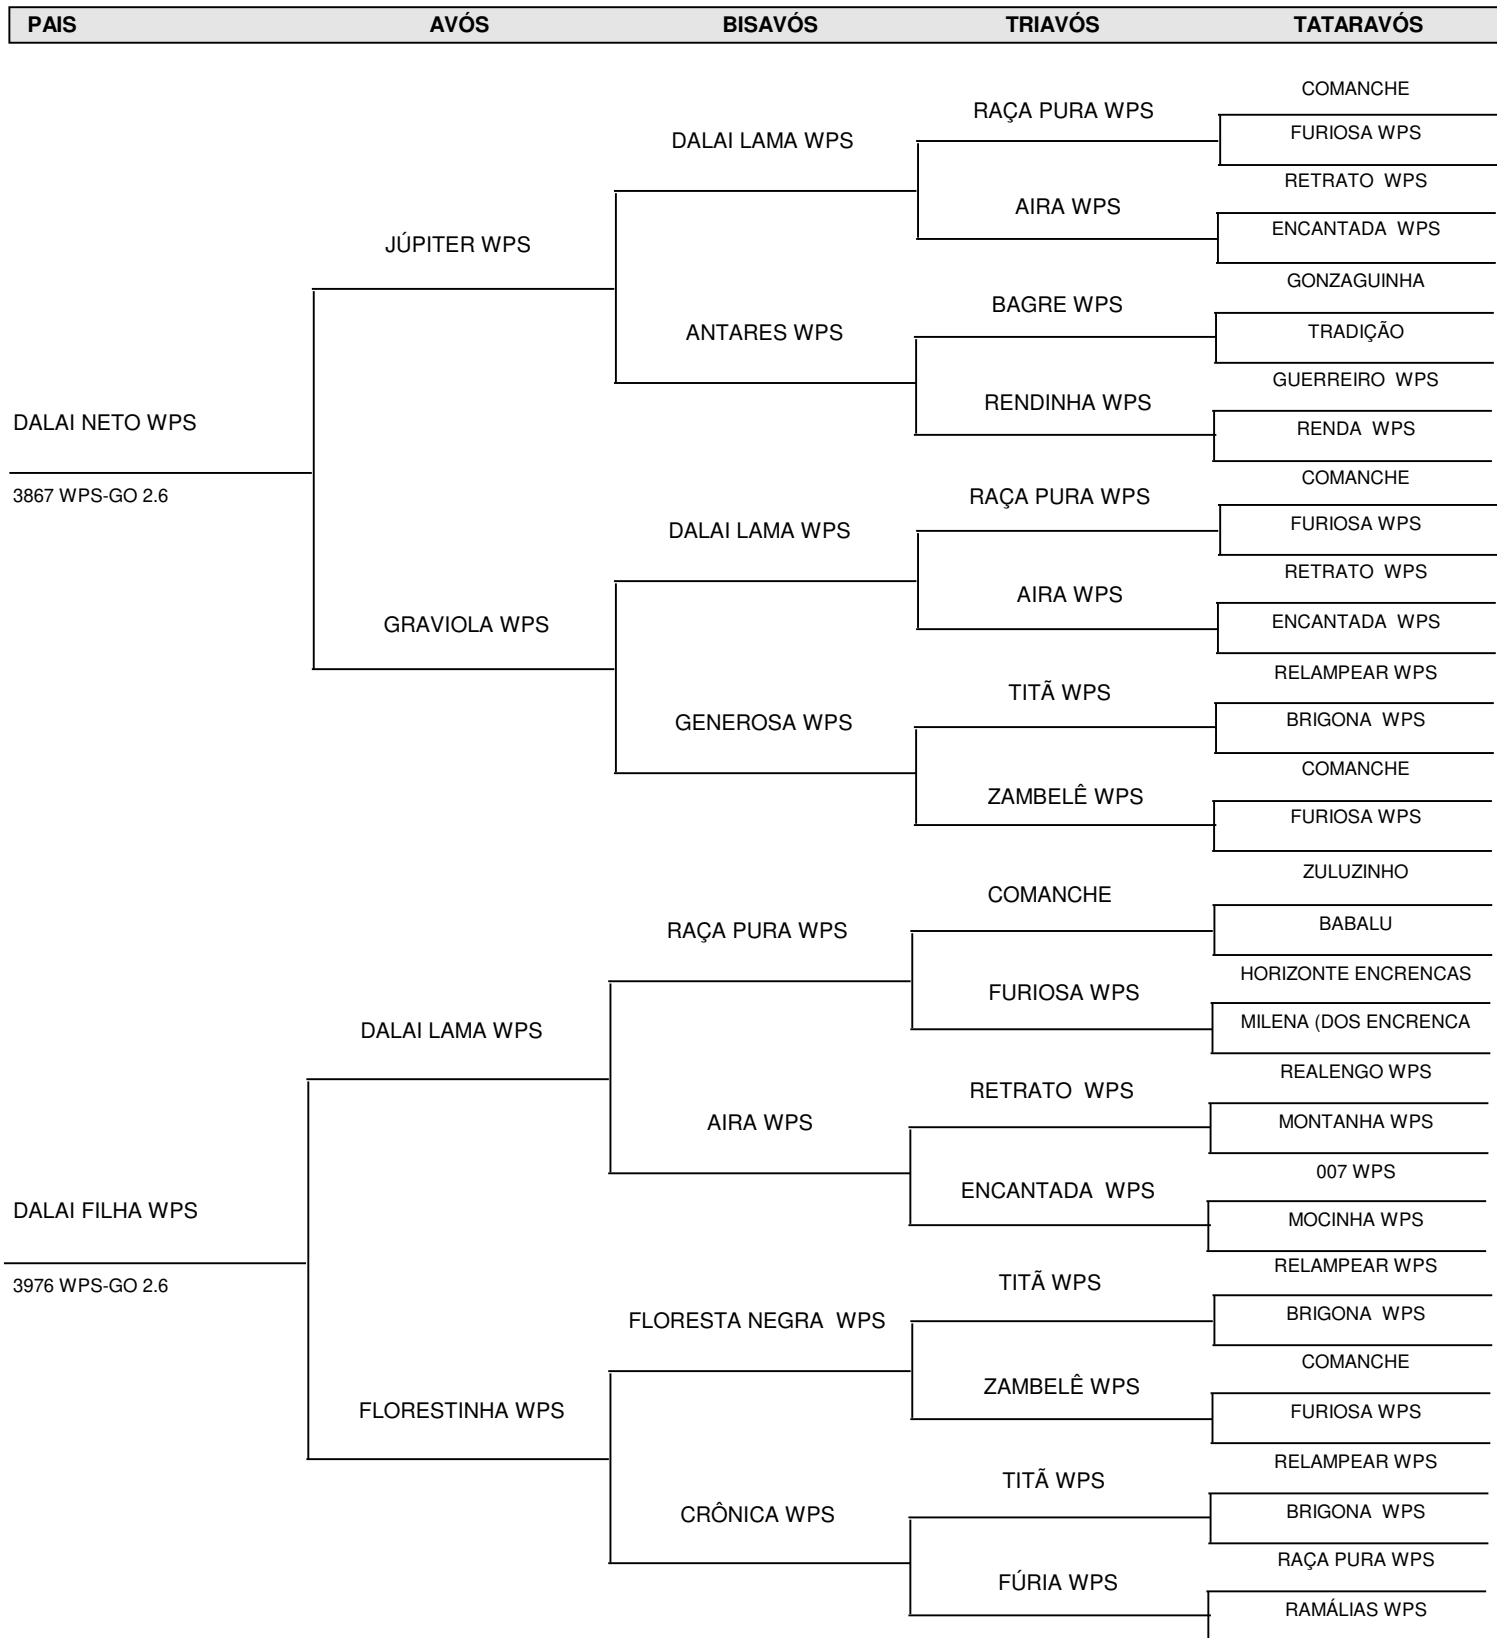 PAIS AVÓS BISAVÓS TRIAVÓS TATARAVÓS
COMANCHE
RAÇA PURA WPS
FURIOSA WPS
DALAI LAMA WPS
RETRATO WPS
AIRA WPS
ENCANTADA WPS
JÚPITER WPS
GONZAGUINHA
BAGRE WPS
TRADIÇÃO
ANTARES WPS
GUERREIRO WPS
RENDINHA WPS
RENDA WPS
DALAI NETO WPS
3867 WPS-GO 2.6
COMANCHE
RAÇA PURA WPS
FURIOSA WPS
DALAI LAMA WPS
RETRATO WPS
AIRA WPS
ENCANTADA WPS
GRAVIOLA WPS
RELAMPEAR WPS
TITÃ WPS
BRIGONA WPS
GENEROSA WPS
COMANCHE
ZAMBELÊ WPS
FURIOSA WPS
ZULUZINHO
COMANCHE
BABALU
RAÇA PURA WPS
HORIZONTE ENCRENCAS
FURIOSA WPS
MILENA (DOS ENCRENCA
DALAI LAMA WPS
REALENGO WPS
RETRATO WPS
MONTANHA WPS
AIRA WPS
007 WPS
ENCANTADA WPS
MOCINHA WPS
DALAI FILHA WPS
3976 WPS-GO 2.6
RELAMPEAR WPS
TITÃ WPS
BRIGONA WPS
FLORESTA NEGRA WPS
COMANCHE
ZAMBELÊ WPS
FURIOSA WPS
FLORESTINHA WPS
RELAMPEAR WPS
TITÃ WPS
BRIGONA WPS
CRÔNICA WPS
RAÇA PURA WPS
FÚRIA WPS
RAMÁLIAS WPS